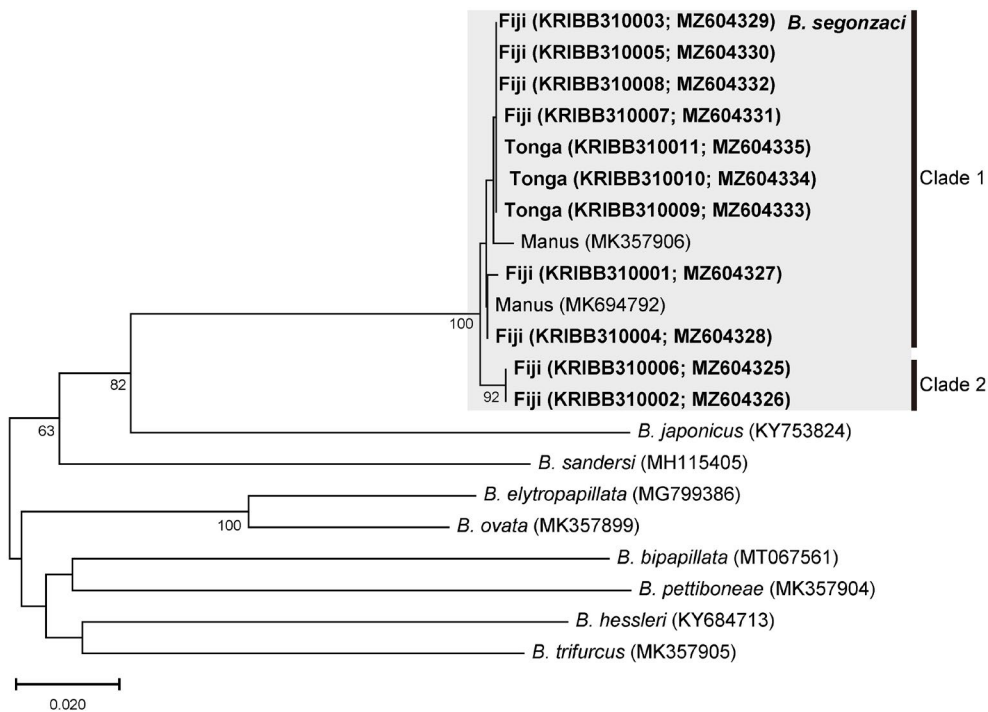 Fiji (KRIBB310003; MZ604329) B. segonzaci
Fiji (KRIBB310005; MZ604330)
Fiji (KRIBB310008; MZ604332)
Fiji (KRIBB310007; MZ604331)
Tonga (KRIBB310011; MZ604335)
Clade 1
Tonga (KRIBB310010; MZ604334)
Tonga (KRIBB310009; MZ604333)
Manus (MK357906)
Fiji (KRIBB310001; MZ604327)
Manus (MK694792)
100
Fiji (KRIBB310004; MZ604328)
Fiji (KRIBB310006; MZ604325)
82
Clade 2
92
Fiji (KRIBB310002; MZ604326)
63
B. japonicus (KY753824)
B. sandersi (MH115405)
B. elytropapillata (MG799386)
100
B. ovata (MK357899)
B. bipapillata (MT067561)
B. pettiboneae (MK357904)
B. hessleri (KY684713)
B. trifurcus (MK357905)
0.020